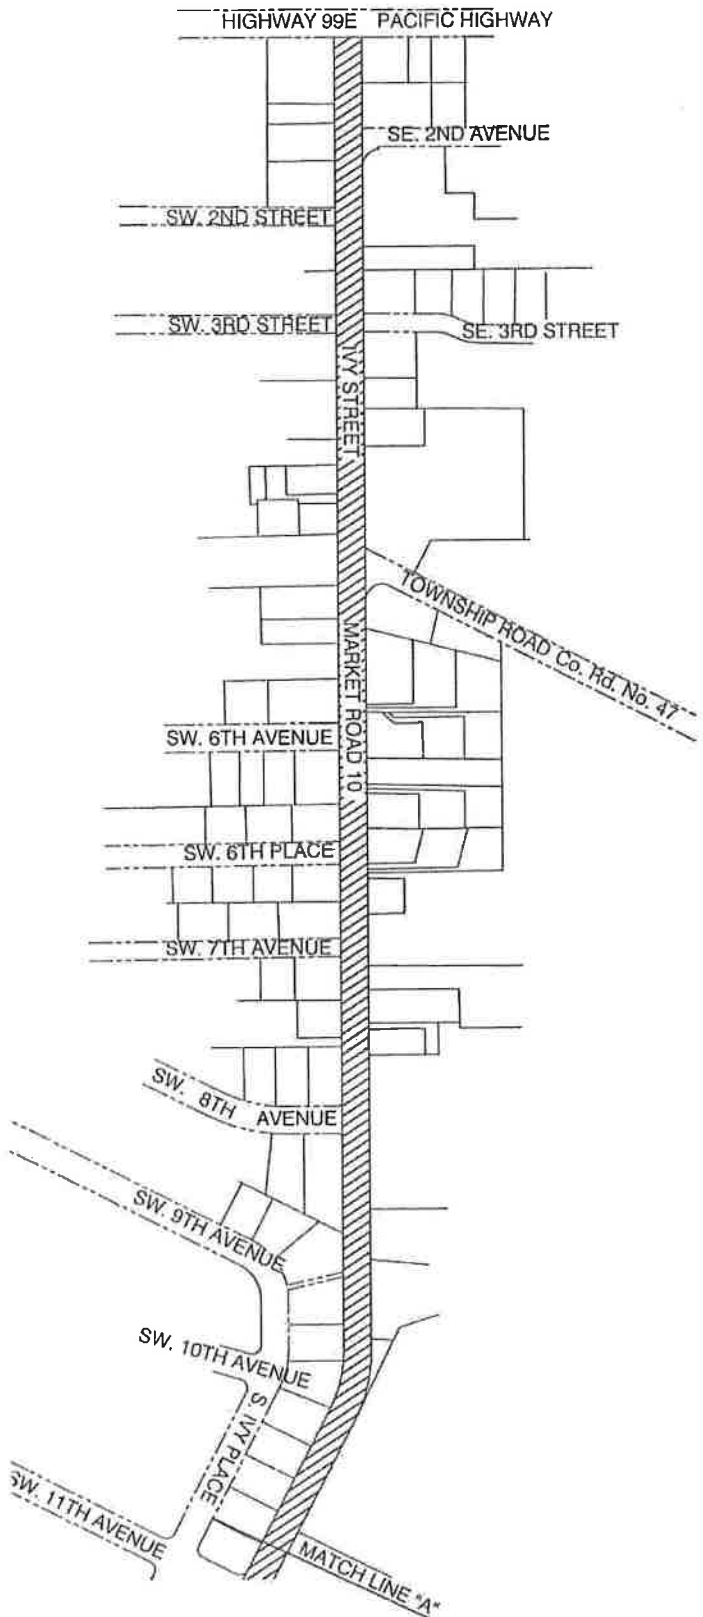 HIGHWAY 99E PACIFIC HIGHWAY
SE. 2ND AVENUE
SW. 2ND STREET
SW. 3RD STREET
SE. 3RD STREET
IVY STREET
TOWNSHIP ROAD Co. Rd. No. 47
MARKET ROAD 10
SW. 6TH AVENUE
SW. 6TH PLACE
SW. 7TH AVENUE
SW. 8TH AVENUE
SW. 9TH AVENUE
SW. 10TH AVENUE
S. IVY PLACE
SW. 11TH AVENUE
MATCH LINE "A"